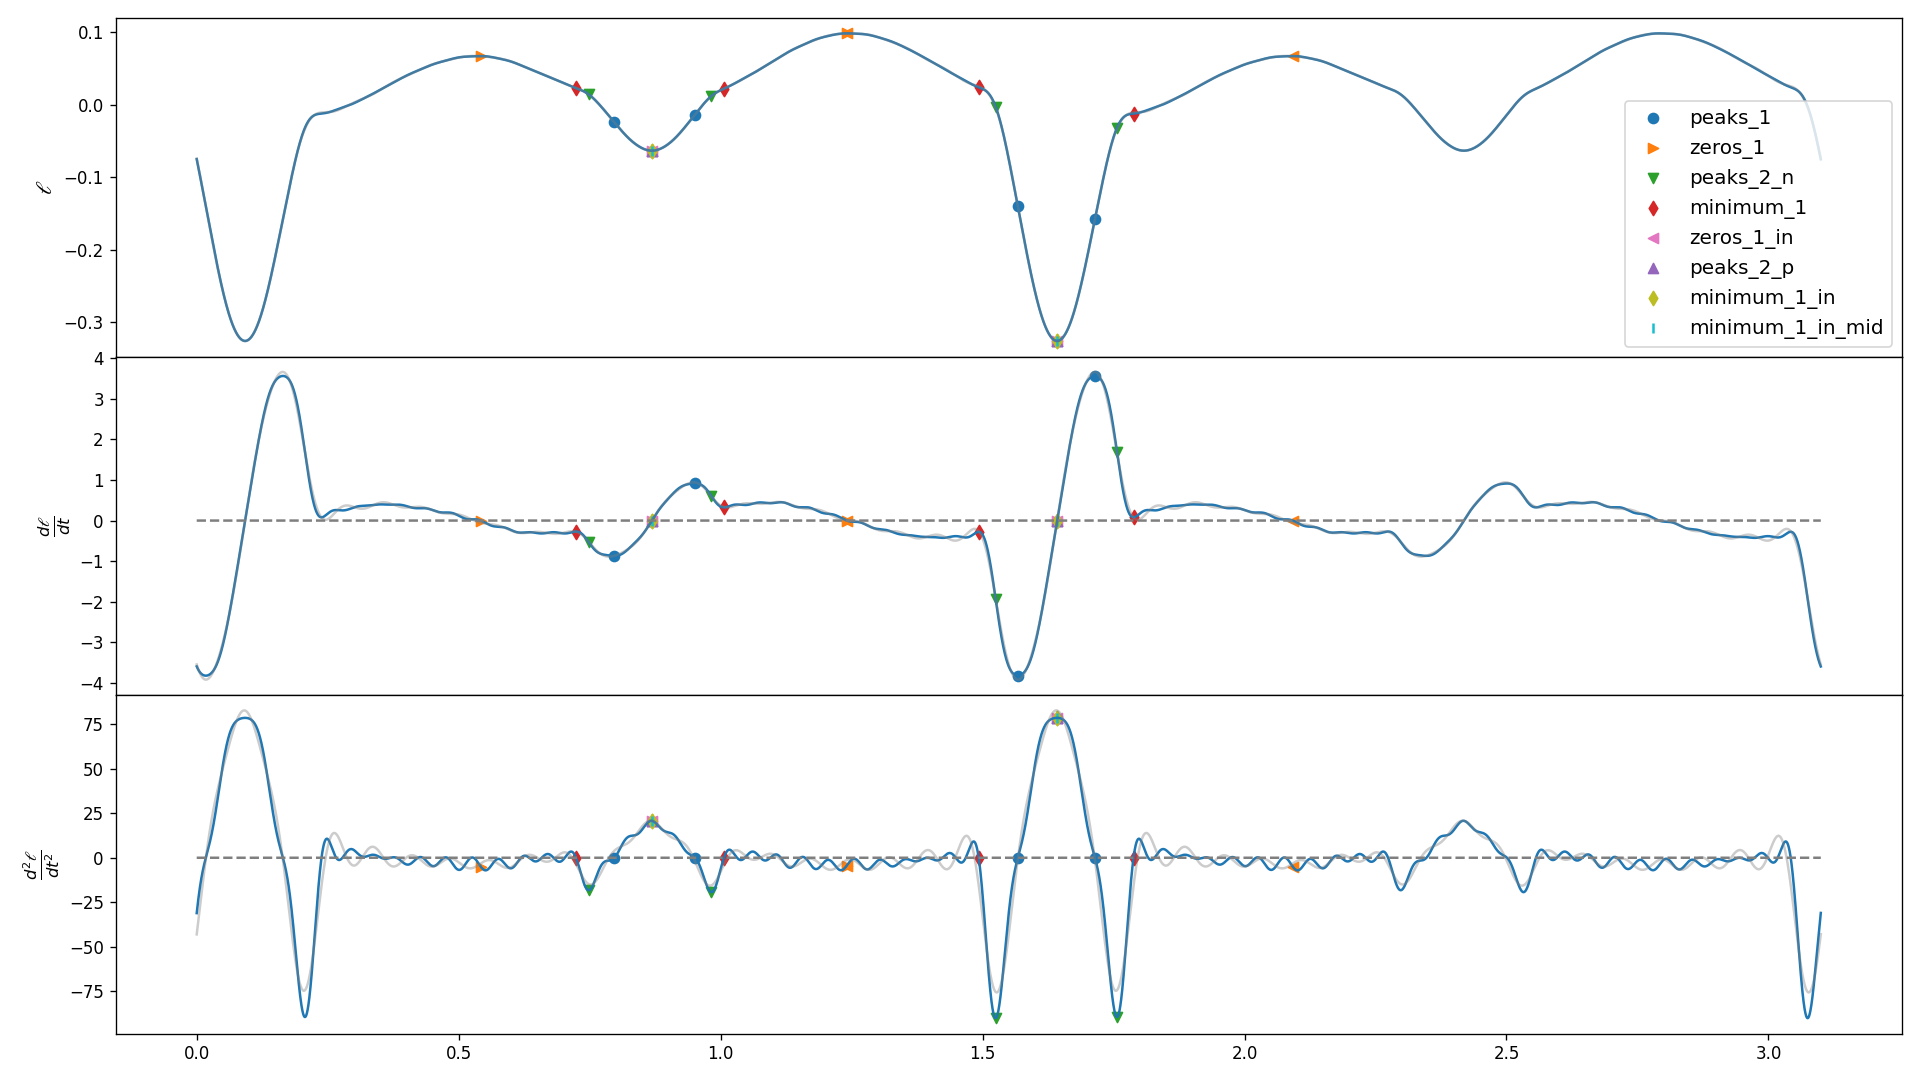 0.1
0.0
−0.1
−0.2
−0.3
ℓ
peaks_1
zeros_1
peaks_2_n
minimum_1
zeros_1_in
peaks_2_p
minimum_1_in
minimum_1_in_mid
4
3
2
1
0
−1
−2
−3
−4
dℓ
dt
75
50
25
0
−25
−50
−75
d²ℓ
dt²
0.0 0.5 1.0 1.5 2.0 2.5 3.0